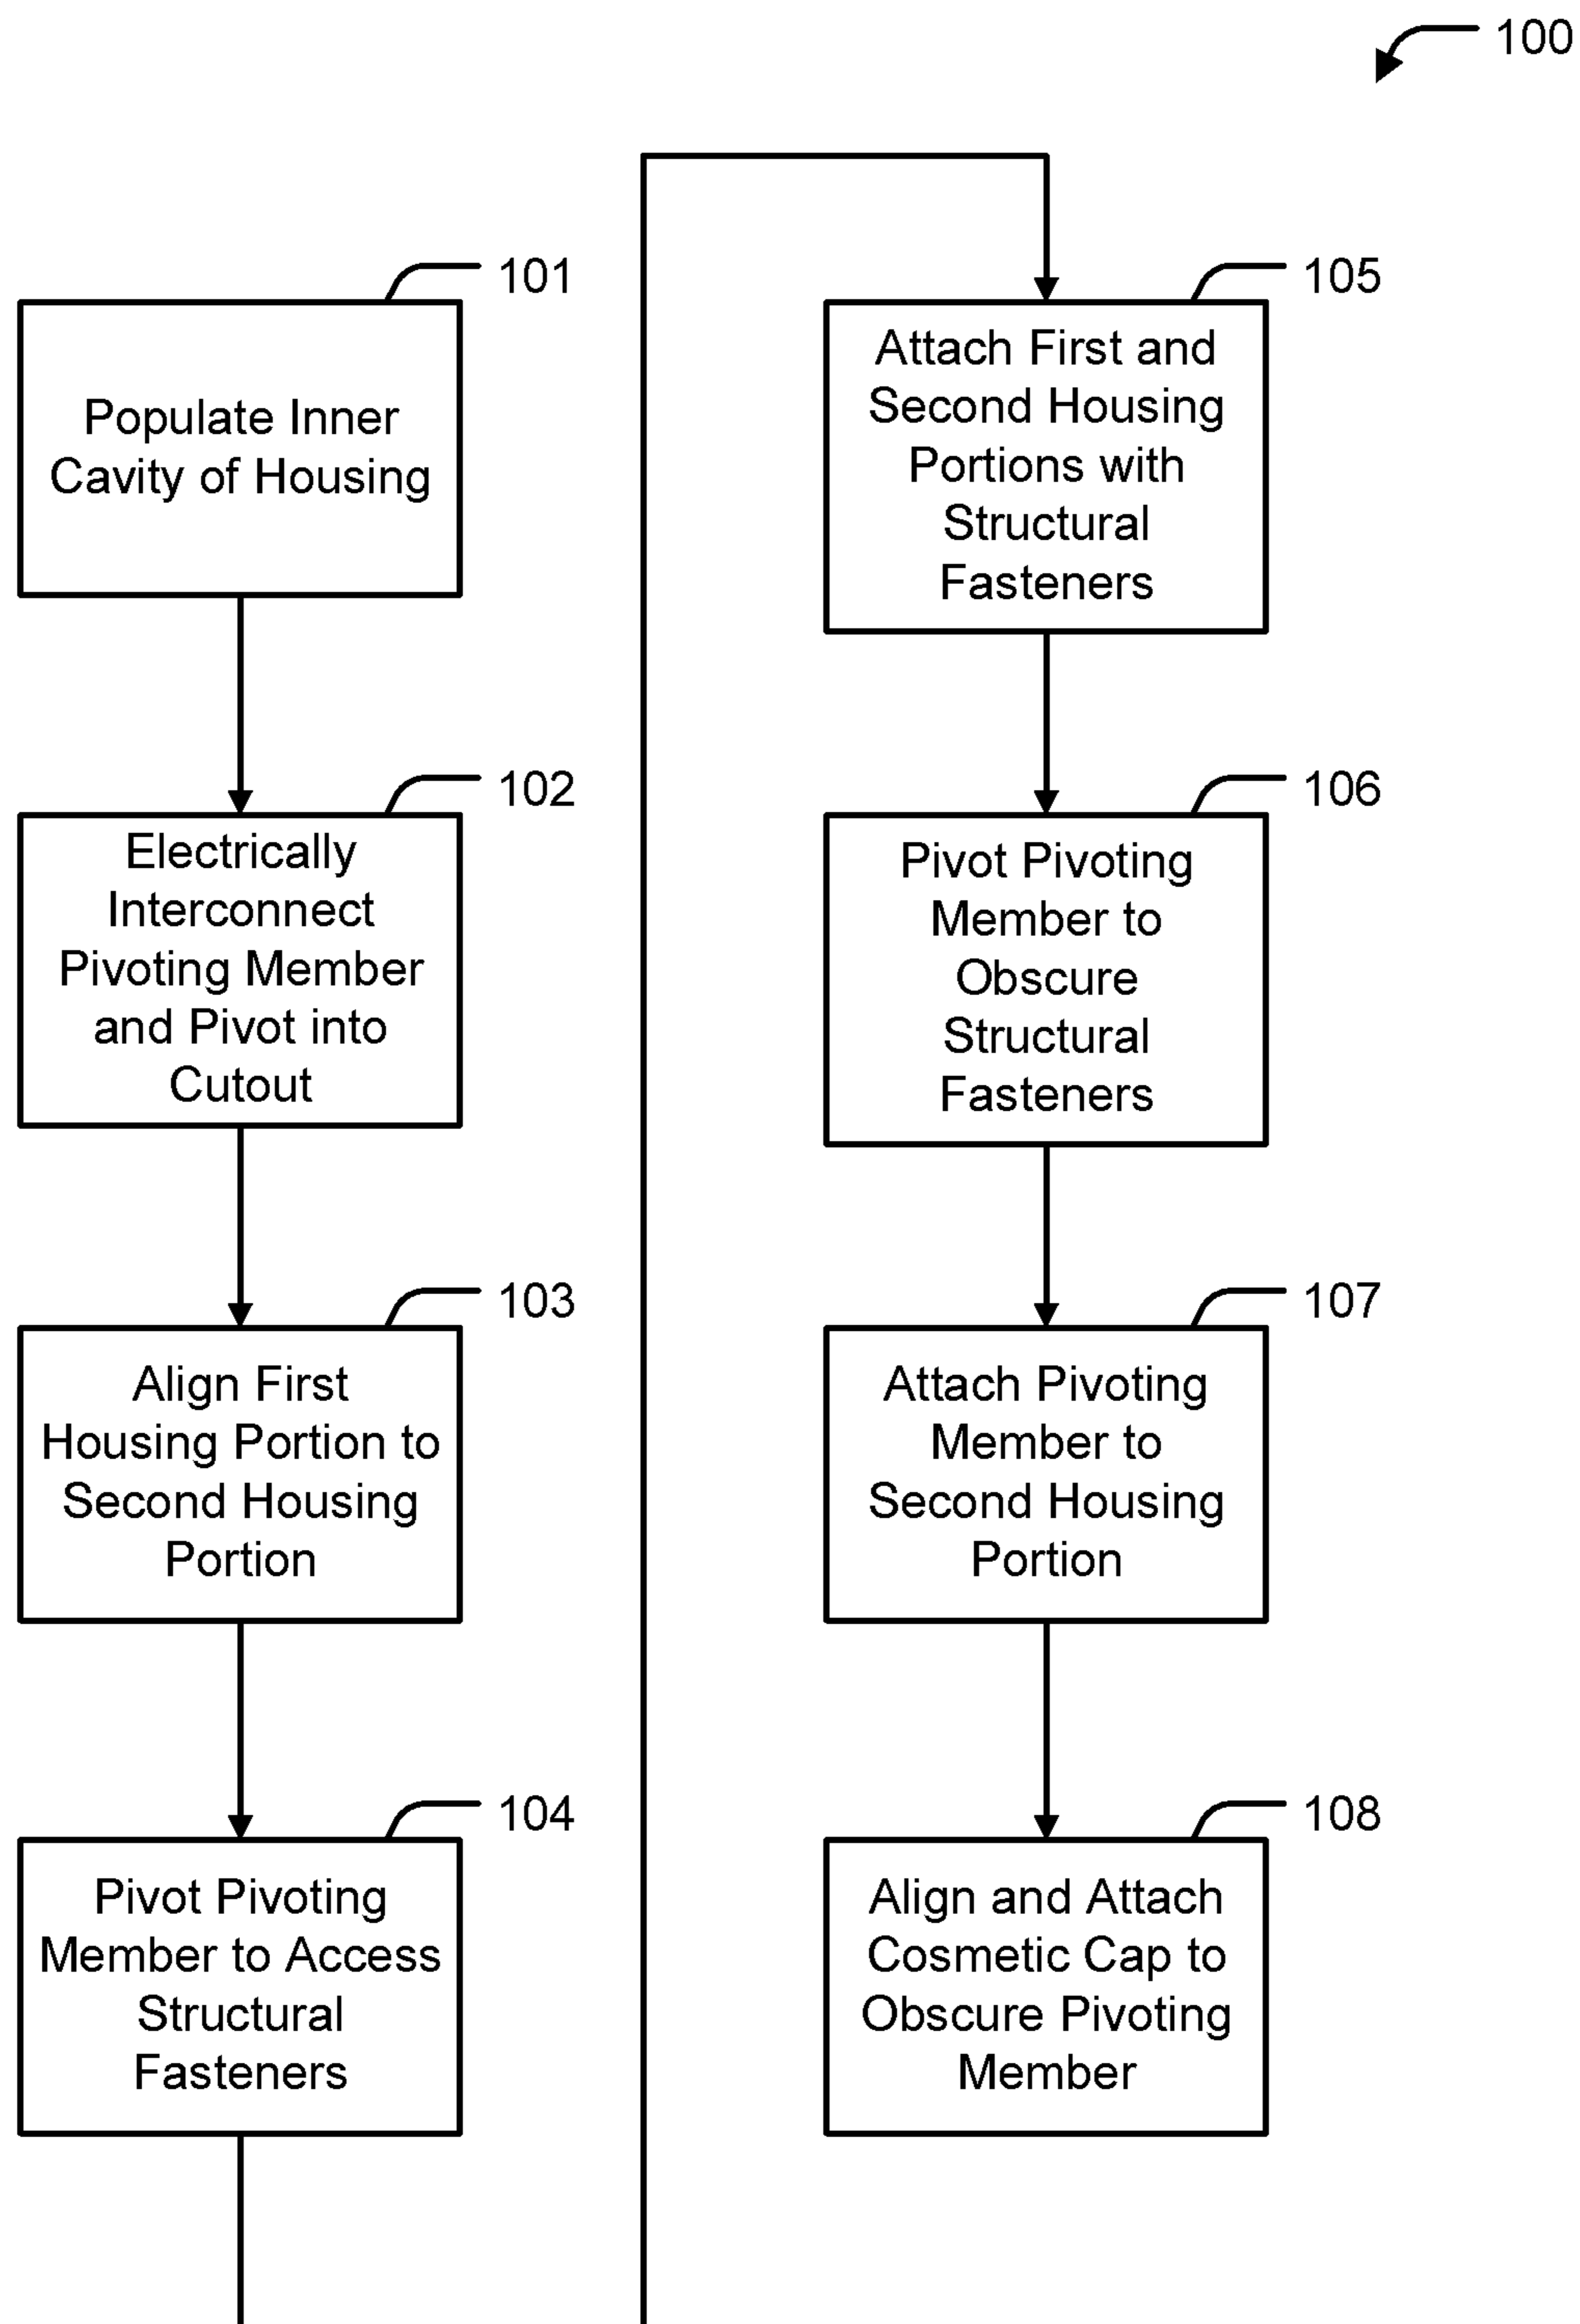 100
101
Populate Inner
Cavity of Housing
102
Electrically
Interconnect
Pivoting Member
and Pivot into
Cutout
103
Align First
Housing Portion to
Second Housing
Portion
104
Pivot Pivoting
Member to Access
Structural
Fasteners
105
Attach First and
Second Housing
Portions with
Structural
Fasteners
106
Pivot Pivoting
Member to
Obscure
Structural
Fasteners
107
Attach Pivoting
Member to
Second Housing
Portion
108
Align and Attach
Cosmetic Cap to
Obscure Pivoting
Member